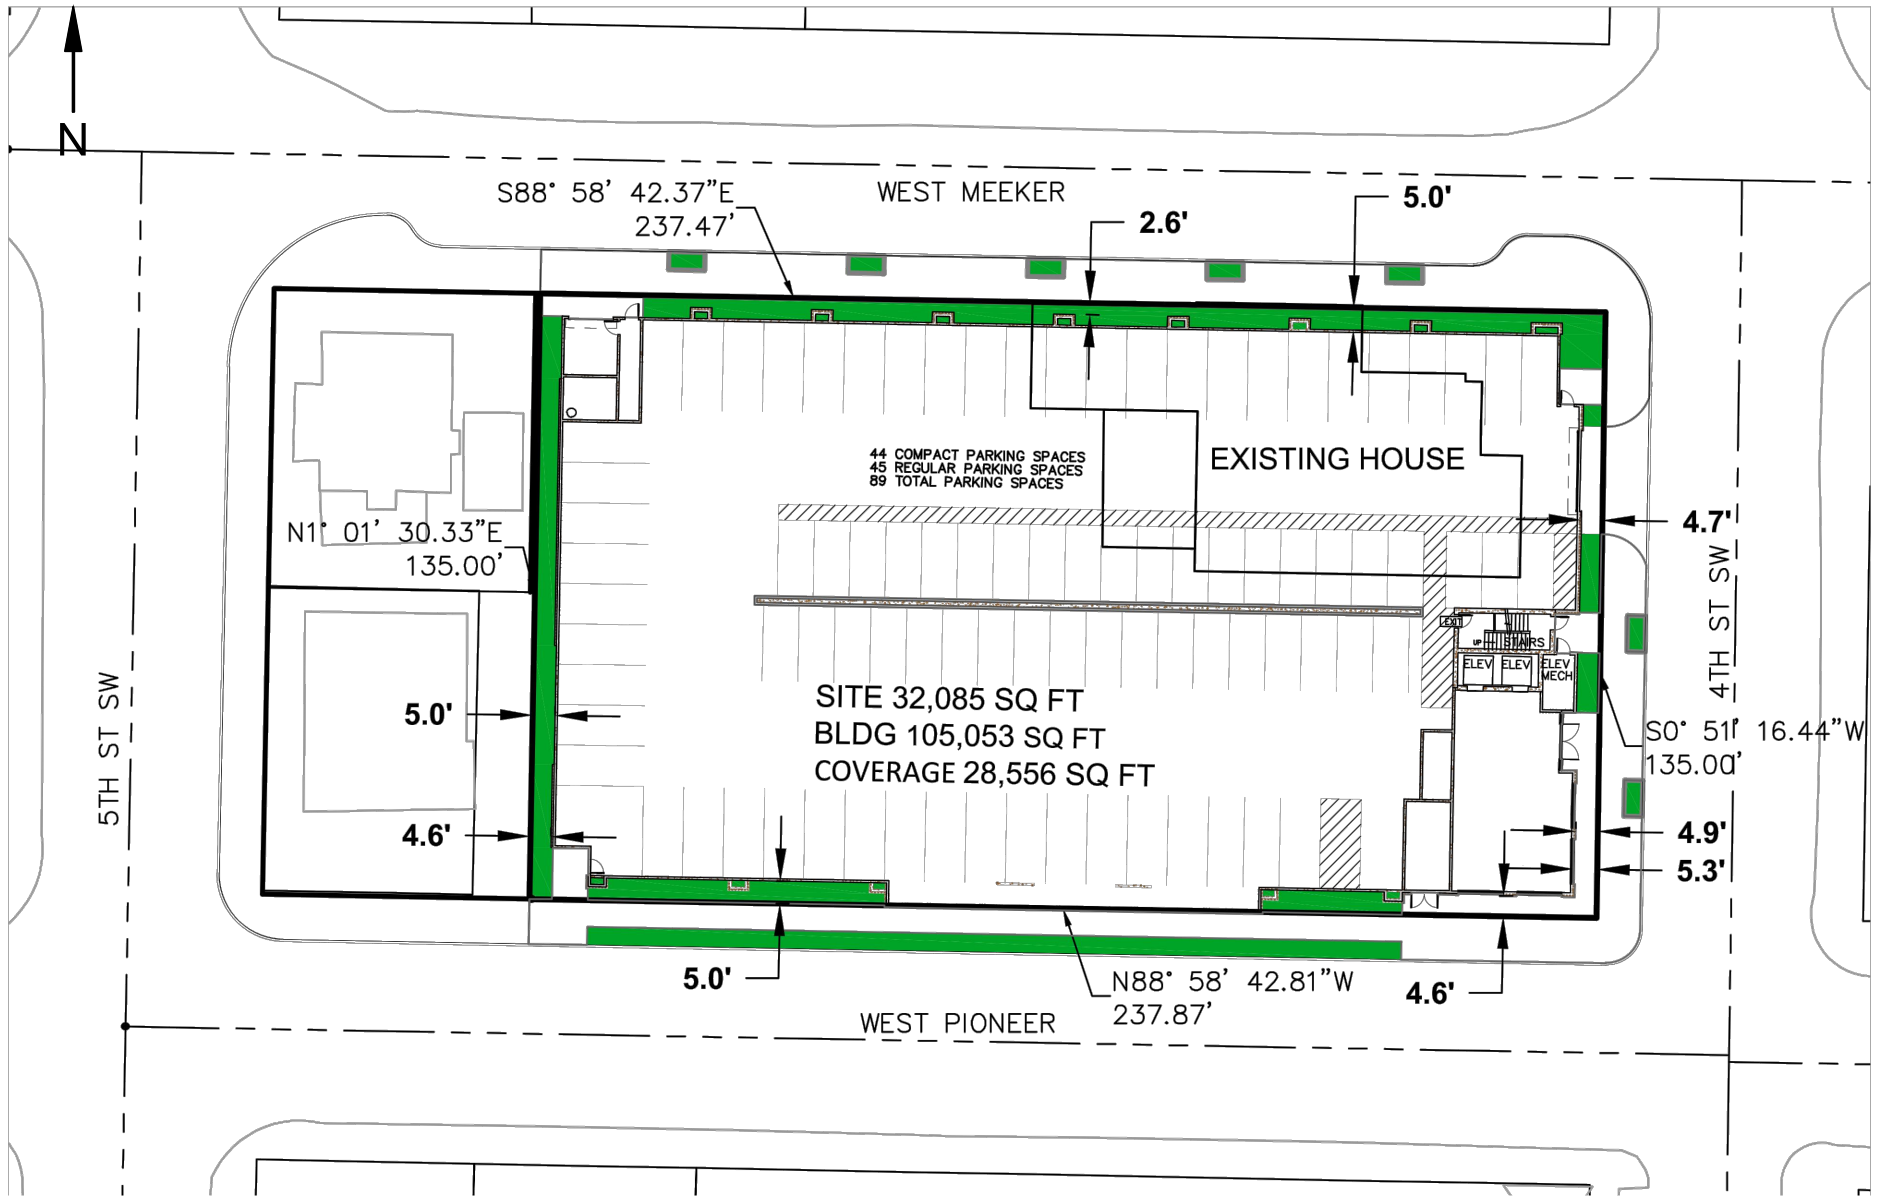 N
S88° 58’ 42.37”E
237.47’
WEST MEEKER
2.6'
5.0'
44 COMPACT PARKING SPACES
45 REGULAR PARKING SPACES
89 TOTAL PARKING SPACES
EXISTING HOUSE
N1° 01’ 30.33”E
135.00’
4.7'
4TH ST SW
EXIT
UP
STAIRS
ELEV
ELEV
ELEV
MECH
5TH ST SW
5.0'
SITE 32,085 SQ FT
BLDG 105,053 SQ FT
COVERAGE 28,556 SQ FT
S0° 51’ 16.44”W
135.00’
4.6'
4.9'
5.3'
5.0'
N88° 58’ 42.81”W
237.87’
4.6'
WEST PIONEER